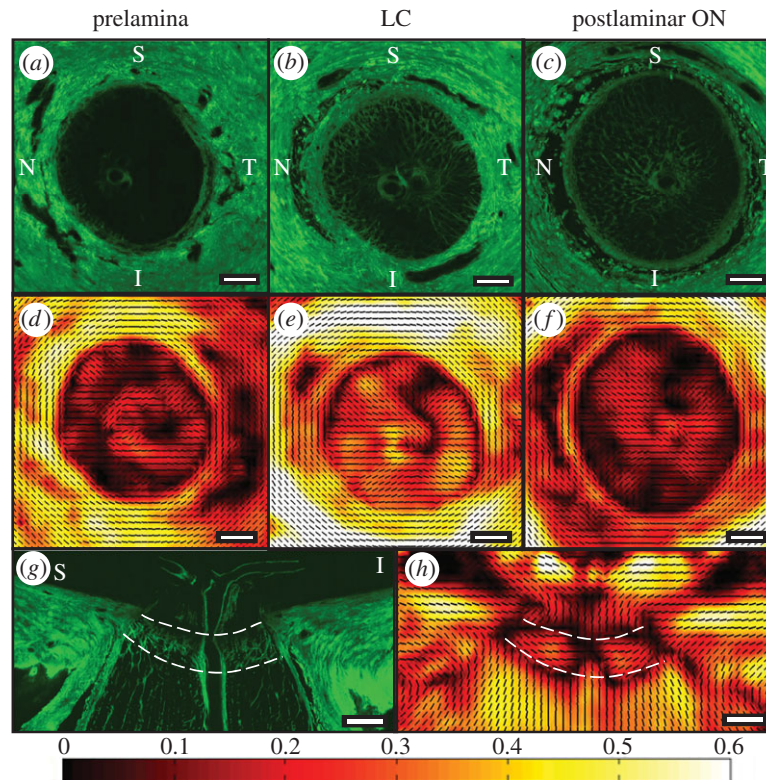 prelamina LC postlaminar ON
(a) S (b) S (c) S
N T N T
I I I
(d) (e) (f)
(g) S I (h)
0 0.1 0.2 0.3 0.4 0.5 0.6